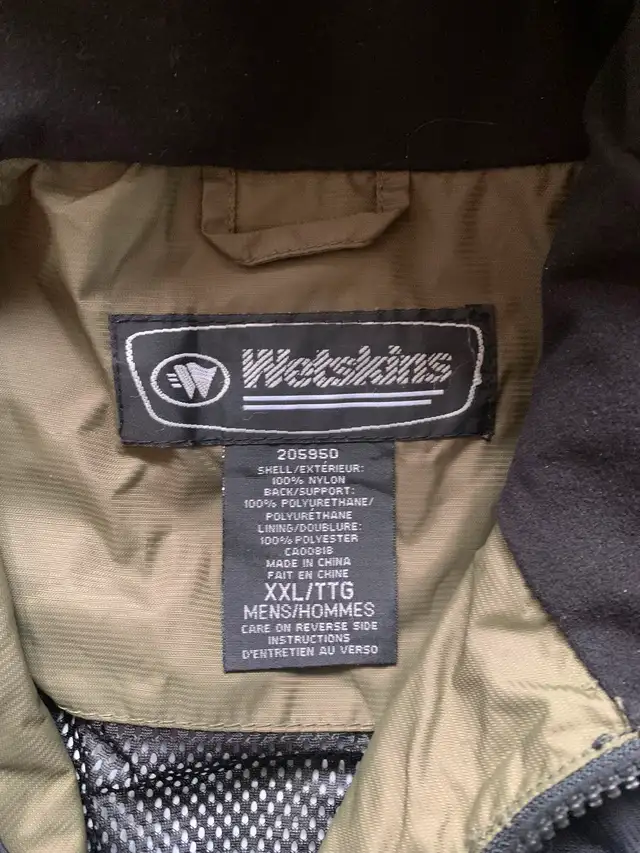 W
Wetskins
20595D
SHELL/EXTÉRIEUR:
100% NYLON
BACK/SUPPORT:
100% POLYURETHANE/
POLYURÉTHANE
LINING/DOUBLURE:
100% POLYESTER
CA00818
MADE IN CHINA
FAIT EN CHINE
XXL/TTG
MENS/HOMMES
CARE ON REVERSE SIDE
INSTRUCTIONS
D'ENTRETIEN AU VERSO